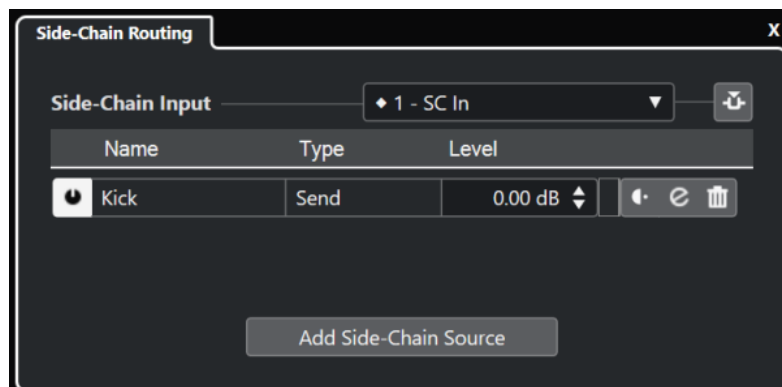 Side-Chain Routing X
Side-Chain Input 1 - SC In
Name Type Level
Kick Send 0.00 dB
Add Side-Chain Source